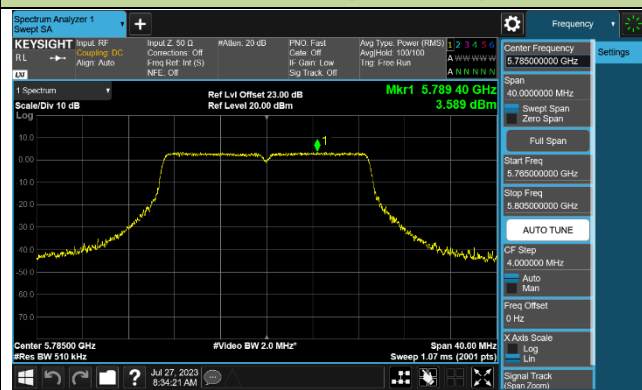 Spectrum Analyzer 1
Swept SA
Frequency
KEYSIGHT
RL
LXI
Input: RF
Coupling: DC
Align: Auto
Input Z: 50 Ω
Corrections: Off
Freq Ref: Int (S)
NFE: Off
#Atten: 20 dB
PNO: Fast
Gate: Off
IF Gain: Low
Sig Track: Off
Avg Type: Power (RMS)
Avg|Hold: 100/100
Trig: Free Run
1 2 3 4 5 6
A W W W W W
A N N N N N
1 Spectrum
Scale/Div 10 dB
Log
Ref Lvl Offset 23.00 dB
Ref Level 20.00 dBm
Mkr1 5.789 40 GHz
3.589 dBm
1
10.0
0.00
-10.0
-20.0
-30.0
-40.0
-50.0
-60.0
-70.0
Center 5.78500 GHz
#Res BW 510 kHz
#Video BW 2.0 MHz*
Span 40.00 MHz
Sweep 1.07 ms (2001 pts)
Jul 27, 2023
8:34:21 AM
Center Frequency
5.785000000 GHz
Settings
Span
40.0000000 MHz
Swept Span
Zero Span
Full Span
Start Freq
5.765000000 GHz
Stop Freq
5.805000000 GHz
AUTO TUNE
CF Step
4.000000 MHz
Auto
Man
Freq Offset
0 Hz
X Axis Scale
Log
Lin
Signal Track
(Span Zoom)